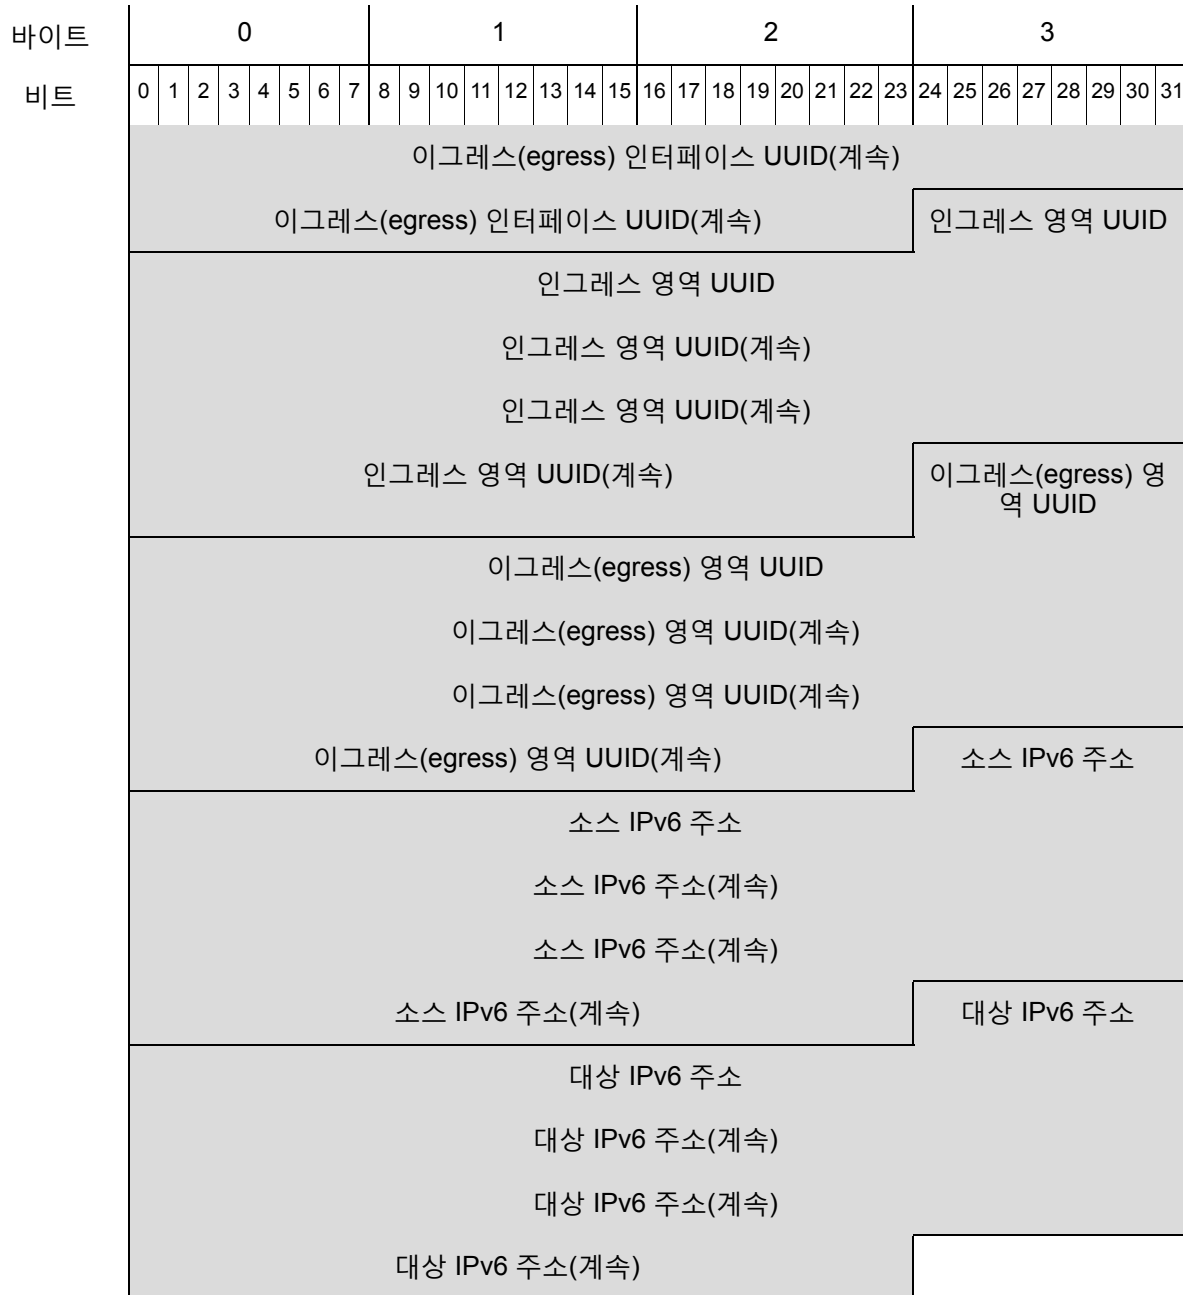 바이트 0 1 2 3
비트 0 1 2 3 4 5 6 7 8 9 10 11 12 13 14 15 16 17 18 19 20 21 22 23 24 25 26 27 28 29 30 31
이그레스(egress) 인터페이스 UUID(계속)
이그레스(egress) 인터페이스 UUID(계속) 인그레스 영역 UUID
인그레스 영역 UUID
인그레스 영역 UUID(계속)
인그레스 영역 UUID(계속)
인그레스 영역 UUID(계속) 이그레스(egress) 영
역 UUID
이그레스(egress) 영역 UUID
이그레스(egress) 영역 UUID(계속)
이그레스(egress) 영역 UUID(계속)
이그레스(egress) 영역 UUID(계속) 소스 IPv6 주소
소스 IPv6 주소
소스 IPv6 주소(계속)
소스 IPv6 주소(계속)
소스 IPv6 주소(계속) 대상 IPv6 주소
대상 IPv6 주소
대상 IPv6 주소(계속)
대상 IPv6 주소(계속)
대상 IPv6 주소(계속)